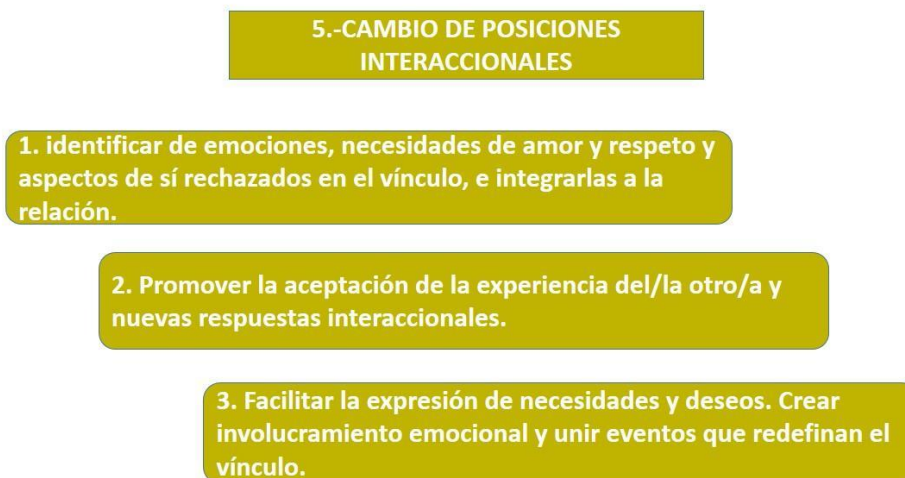 5.-CAMBIO DE POSICIONES
INTERACCIONALES
1. identificar de emociones, necesidades de amor y respeto y
aspectos de sí rechazados en el vínculo, e integrarlas a la
relación.
2. Promover la aceptación de la experiencia del/la otro/a y
nuevas respuestas interaccionales.
3. Facilitar la expresión de necesidades y deseos. Crear
involucramiento emocional y unir eventos que redefinan el
vínculo.